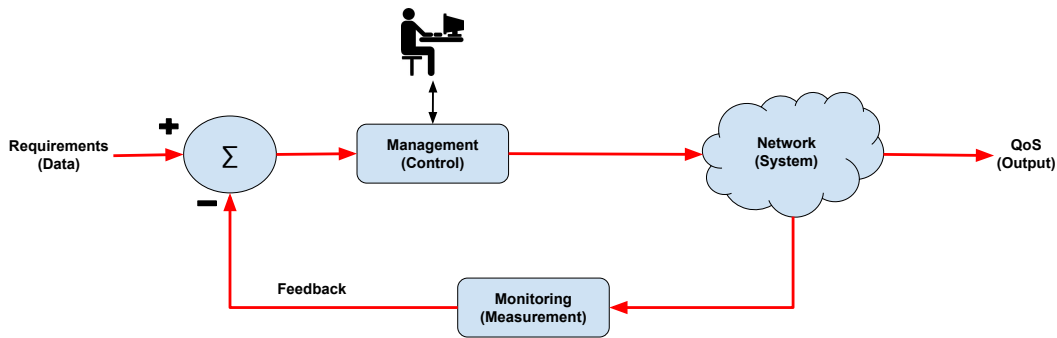 +
Requirements
(Data)
Σ
Management
(Control)
Network
(System)
QoS
(Output)
−
Feedback
Monitoring
(Measurement)